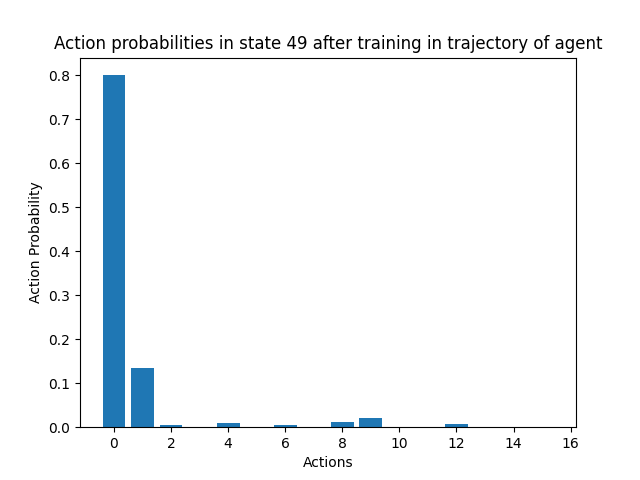 Action probabilities in state 49 after training in trajectory of agent
0.8
0.7
0.6
0.5
0.4
0.3
0.2
0.1
0.0
Action Probability
0 2 4 6 8 10 12 14 16
Actions